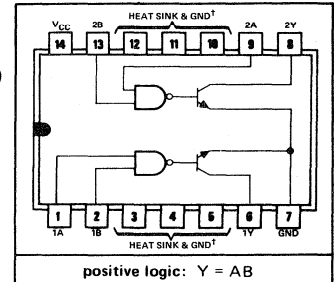 HEAT SINK & GND†
VCC 2B 2A 2Y
14 13 12 11 10 9 8
1 2 3 4 5 6 7
1A 1B 1Y GND
HEAT SINK & GND†
positive logic: Y = AB